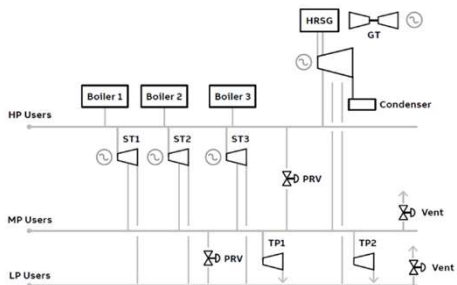 HRSG
GT
Condenser
Boiler 1 Boiler 2 Boiler 3
HP Users
ST1 ST2 ST3
PRV
Vent
MP Users
TP1 TP2
PRV
Vent
LP Users